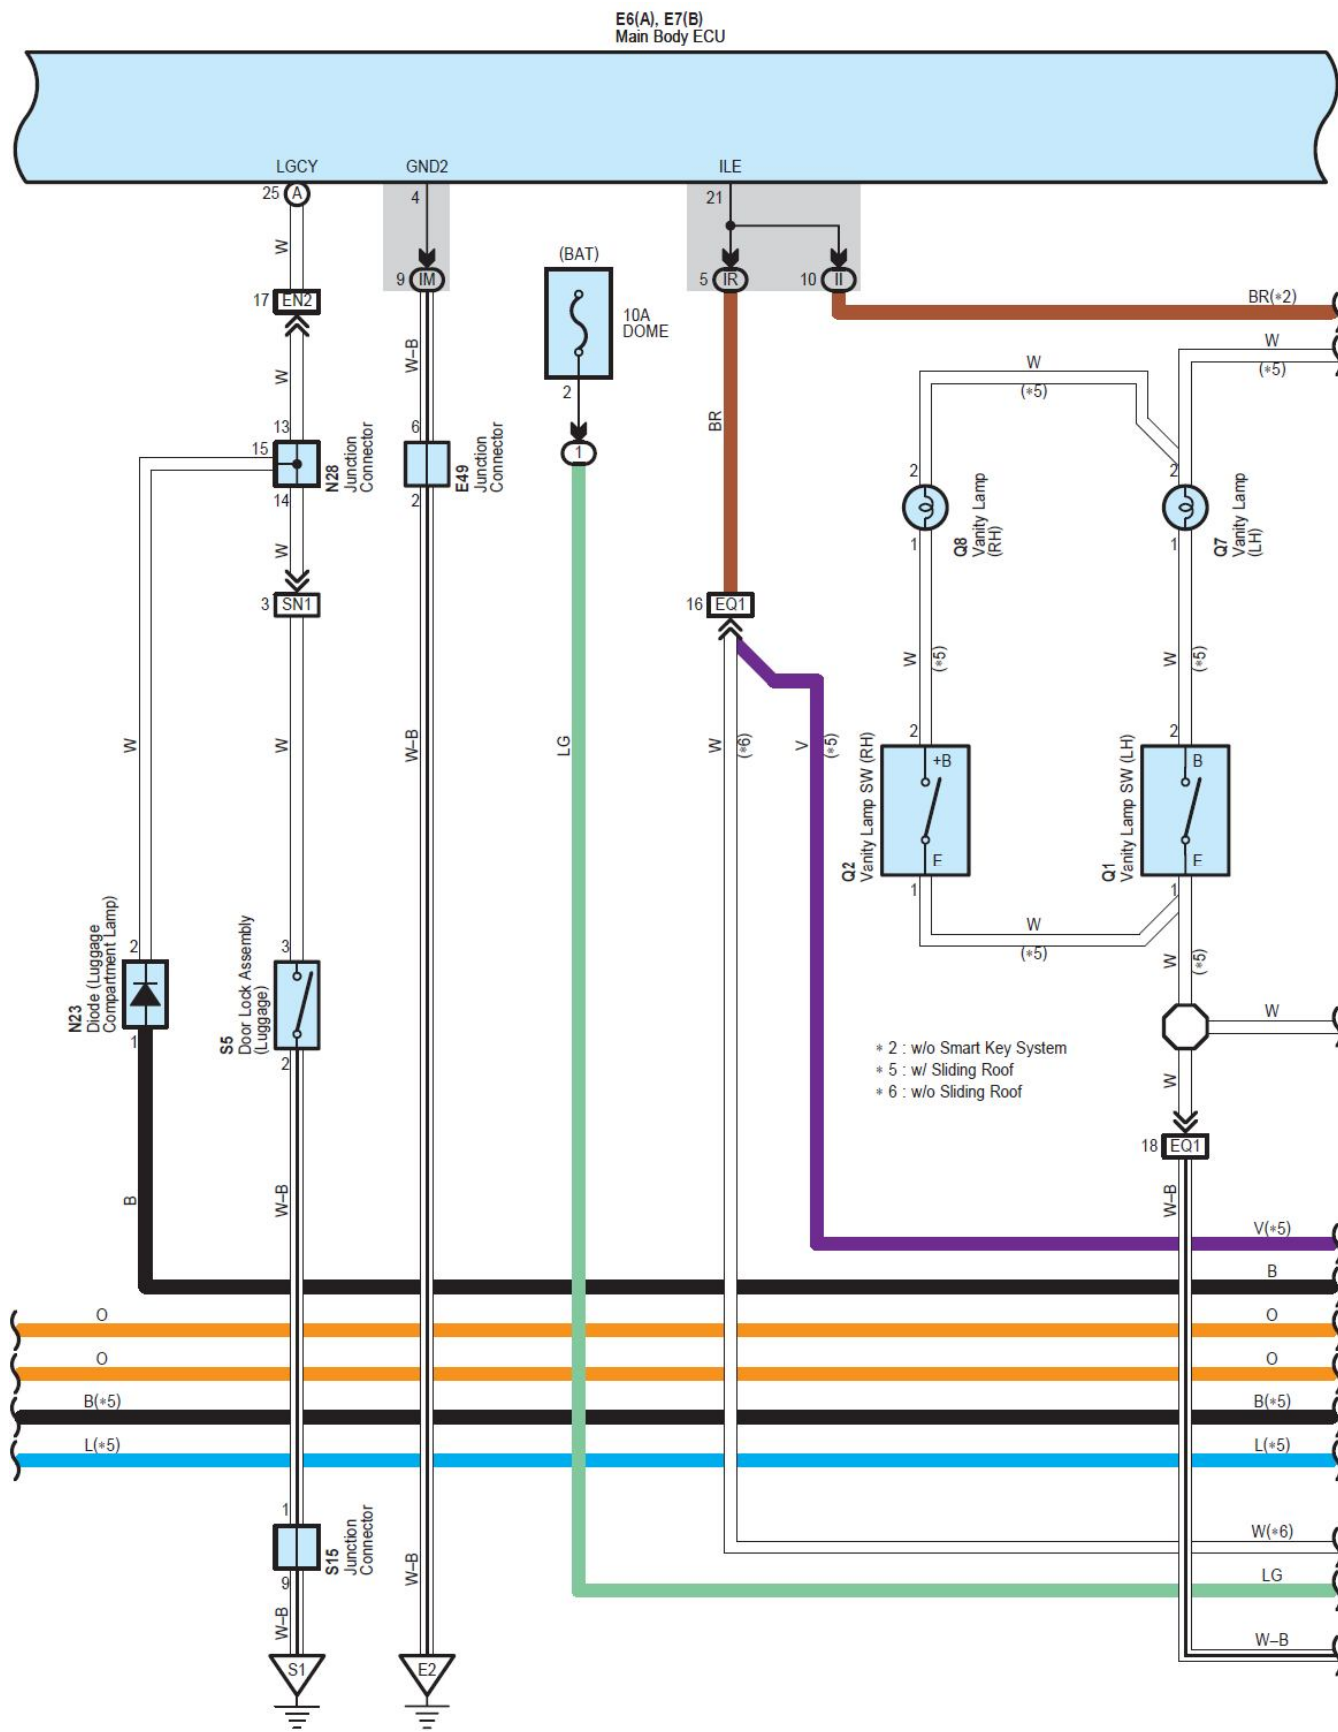 E6(A), E7(B)
Main Body ECU
LGCY
GND2
ILE
25
A
4
21
W
(BAT)
9
IM
5
IR
10
II
17
EN2
BR(∗2)
10A
DOME
W
(∗5)
W
W–B
2
W
(∗5)
BR
13
6
15
1
N28
Junction
Connector
E49
Junction
Connector
14
2
2
2
Q8
Vanity Lamp
(RH)
Q7
Vanity Lamp
(LH)
1
1
W
3
SN1
16
EQ1
W
(∗5)
W
(∗5)
W
W
W–B
LG
W
(∗6)
V
(∗5)
2
2
+B
B
Q2
Vanity Lamp SW (RH)
Q1
Vanity Lamp SW (LH)
E
E
1
1
W
(∗5)
W
(∗5)
2
3
N23
Diode (Luggage
Compartment Lamp)
S5
Door Lock Assembly
(Luggage)
1
2
W
∗ 2 : w/o Smart Key System
∗ 5 : w/ Sliding Roof
∗ 6 : w/o Sliding Roof
W
18
EQ1
B
W–B
W–B
V(∗5)
B
O
O
O
O
B(∗5)
B(∗5)
L(∗5)
L(∗5)
1
S15
Junction
Connector
W(∗6)
9
W–B
LG
W–B
W–B
S1
E2